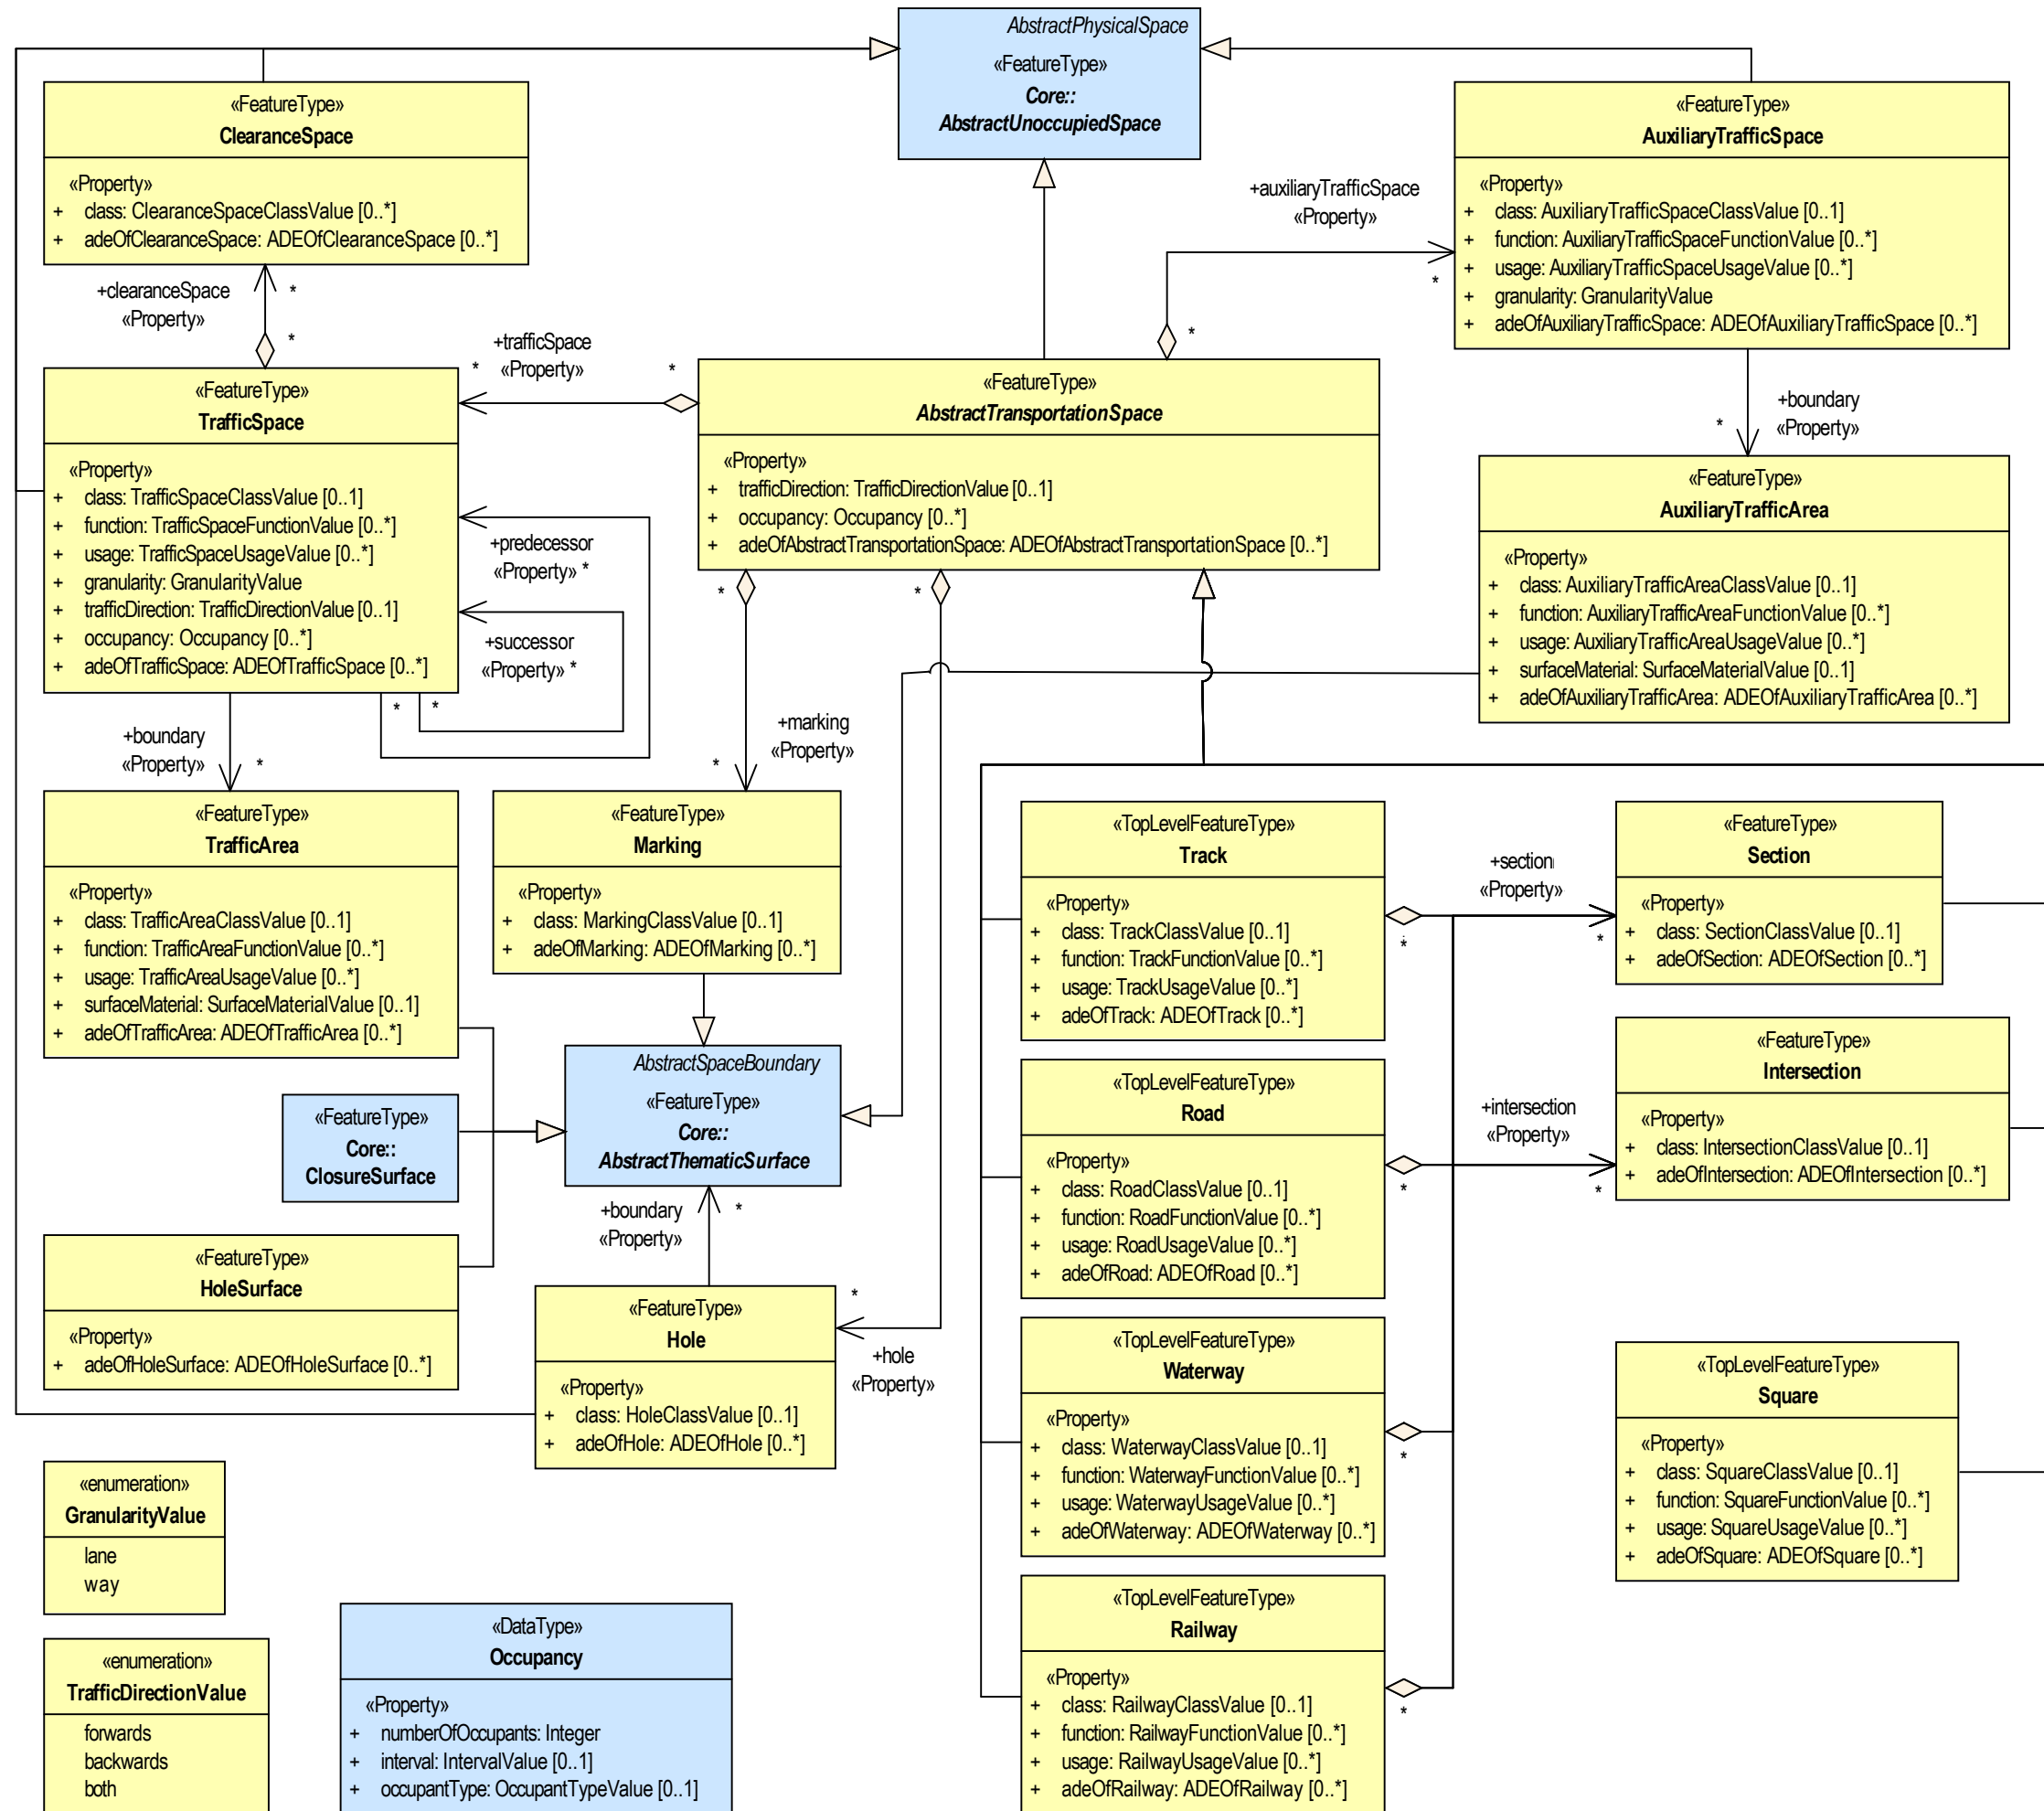 AbstractPhysicalSpace
«FeatureType»
Core::
AbstractUnoccupiedSpace
«FeatureType»
ClearanceSpace
«Property»
+ class: ClearanceSpaceClassValue [0..*]
+ adeOfClearanceSpace: ADEOfClearanceSpace [0..*]
«FeatureType»
AuxiliaryTrafficSpace
«Property»
+ class: AuxiliaryTrafficSpaceClassValue [0..1]
+ function: AuxiliaryTrafficSpaceFunctionValue [0..*]
+ usage: AuxiliaryTrafficSpaceUsageValue [0..*]
+ granularity: GranularityValue
+ adeOfAuxiliaryTrafficSpace: ADEOfAuxiliaryTrafficSpace [0..*]
+auxiliaryTrafficSpace
«Property»
*
*
+clearanceSpace
«Property»
*
*
+trafficSpace
«Property»
*
*
«FeatureType»
TrafficSpace
«Property»
+ class: TrafficSpaceClassValue [0..1]
+ function: TrafficSpaceFunctionValue [0..*]
+ usage: TrafficSpaceUsageValue [0..*]
+ granularity: GranularityValue
+ trafficDirection: TrafficDirectionValue [0..1]
+ occupancy: Occupancy [0..*]
+ adeOfTrafficSpace: ADEOfTrafficSpace [0..*]
«FeatureType»
AbstractTransportationSpace
«Property»
+ trafficDirection: TrafficDirectionValue [0..1]
+ occupancy: Occupancy [0..*]
+ adeOfAbstractTransportationSpace: ADEOfAbstractTransportationSpace [0..*]
+boundary
«Property»
*
«FeatureType»
AuxiliaryTrafficArea
«Property»
+ class: AuxiliaryTrafficAreaClassValue [0..1]
+ function: AuxiliaryTrafficAreaFunctionValue [0..*]
+ usage: AuxiliaryTrafficAreaUsageValue [0..*]
+ surfaceMaterial: SurfaceMaterialValue [0..1]
+ adeOfAuxiliaryTrafficArea: ADEOfAuxiliaryTrafficArea [0..*]
+predecessor
«Property» *
+successor
«Property» *
*
*
*
*
+boundary
«Property»
*
+marking
«Property»
*
«FeatureType»
TrafficArea
«Property»
+ class: TrafficAreaClassValue [0..1]
+ function: TrafficAreaFunctionValue [0..*]
+ usage: TrafficAreaUsageValue [0..*]
+ surfaceMaterial: SurfaceMaterialValue [0..1]
+ adeOfTrafficArea: ADEOfTrafficArea [0..*]
«FeatureType»
Marking
«Property»
+ class: MarkingClassValue [0..1]
+ adeOfMarking: ADEOfMarking [0..*]
«TopLevelFeatureType»
Track
«Property»
+ class: TrackClassValue [0..1]
+ function: TrackFunctionValue [0..*]
+ usage: TrackUsageValue [0..*]
+ adeOfTrack: ADEOfTrack [0..*]
+section
«Property»
*
*
«FeatureType»
Section
«Property»
+ class: SectionClassValue [0..1]
+ adeOfSection: ADEOfSection [0..*]
«FeatureType»
Intersection
«Property»
+ class: IntersectionClassValue [0..1]
+ adeOfIntersection: ADEOfIntersection [0..*]
AbstractSpaceBoundary
«FeatureType»
Core::
AbstractThematicSurface
«FeatureType»
Core::
ClosureSurface
«TopLevelFeatureType»
Road
«Property»
+ class: RoadClassValue [0..1]
+ function: RoadFunctionValue [0..*]
+ usage: RoadUsageValue [0..*]
+ adeOfRoad: ADEOfRoad [0..*]
+intersection
«Property»
*
*
+boundary
«Property»
*
«FeatureType»
HoleSurface
«Property»
+ adeOfHoleSurface: ADEOfHoleSurface [0..*]
«FeatureType»
Hole
«Property»
+ class: HoleClassValue [0..1]
+ adeOfHole: ADEOfHole [0..*]
*
+hole
«Property»
«TopLevelFeatureType»
Waterway
«Property»
+ class: WaterwayClassValue [0..1]
+ function: WaterwayFunctionValue [0..*]
+ usage: WaterwayUsageValue [0..*]
+ adeOfWaterway: ADEOfWaterway [0..*]
*
«TopLevelFeatureType»
Square
«Property»
+ class: SquareClassValue [0..1]
+ function: SquareFunctionValue [0..*]
+ usage: SquareUsageValue [0..*]
+ adeOfSquare: ADEOfSquare [0..*]
«enumeration»
GranularityValue
lane
way
«enumeration»
TrafficDirectionValue
forwards
backwards
both
«DataType»
Occupancy
«Property»
+ numberOfOccupants: Integer
+ interval: IntervalValue [0..1]
+ occupantType: OccupantTypeValue [0..1]
«TopLevelFeatureType»
Railway
«Property»
+ class: RailwayClassValue [0..1]
+ function: RailwayFunctionValue [0..*]
+ usage: RailwayUsageValue [0..*]
+ adeOfRailway: ADEOfRailway [0..*]
*